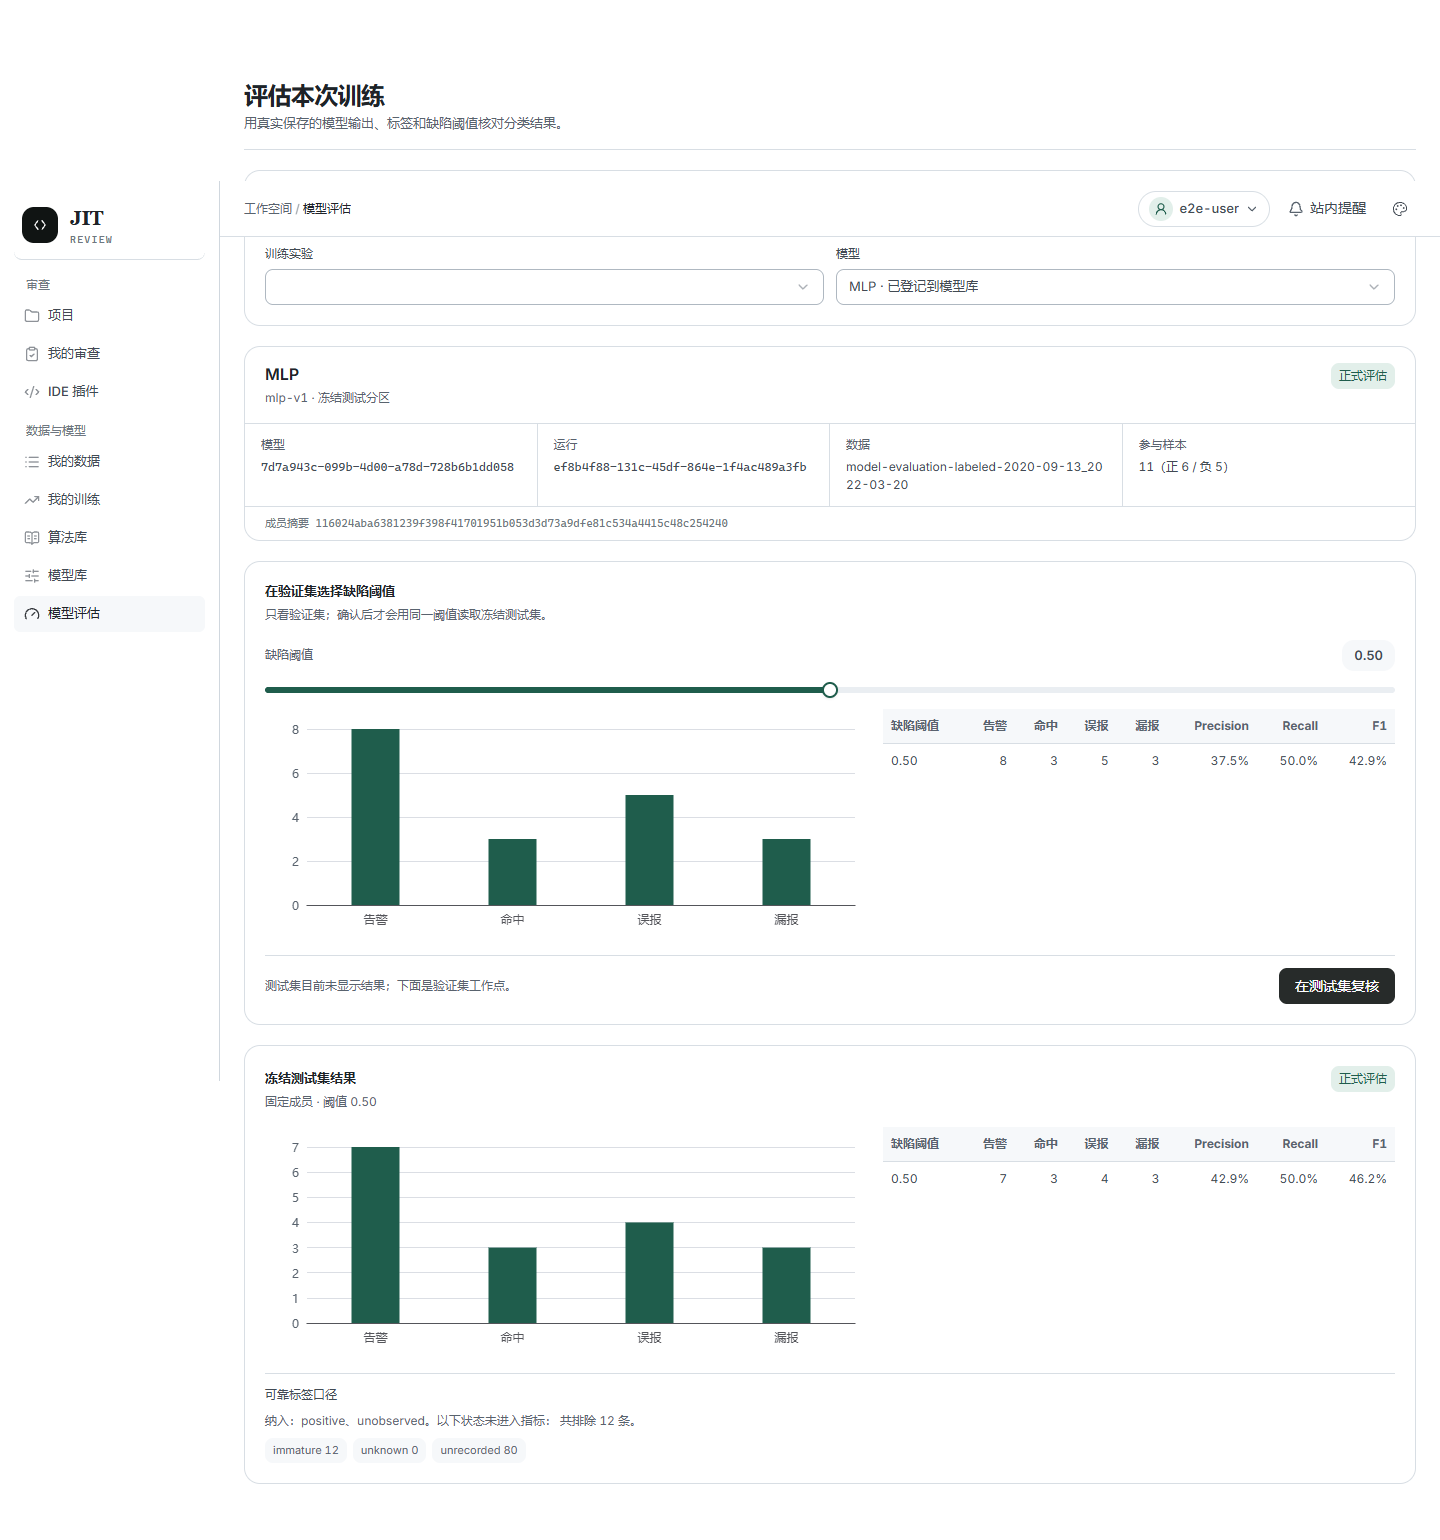 评估本次训练
用真实保存的模型输出、标签和缺陷阈值核对分类结果。
JIT
REVIEW
工作空间 / 模型评估
e2e-user
站内提醒
审查
项目
我的审查
IDE 插件
数据与模型
我的数据
我的训练
算法库
模型库
模型评估
训练实验
模型
MLP · 已登记到模型库
MLP
正式评估
mlp-v1 · 冻结测试分区
模型
7d7a943c-099b-4d00-a78d-728b6b1dd058
运行
ef8b4f88-131c-45df-864e-1f4ac489a3fb
数据
model-evaluation-labeled-2020-09-13_20
22-03-20
参与样本
11（正 6 / 负 5）
成员摘要 116024aba6381239f398f41701951b053d3d73a9dfe81c534a4415c48c254240
在验证集选择缺陷阈值
只看验证集；确认后才会用同一阈值读取冻结测试集。
缺陷阈值
0.50
8
6
4
2
0
告警 命中 误报 漏报
缺陷阈值 告警 命中 误报 漏报 Precision Recall F1
0.50 8 3 5 3 37.5% 50.0% 42.9%
测试集目前未显示结果；下面是验证集工作点。
在测试集复核
冻结测试集结果
正式评估
固定成员 · 阈值 0.50
7
6
5
4
3
2
1
0
告警 命中 误报 漏报
缺陷阈值 告警 命中 误报 漏报 Precision Recall F1
0.50 7 3 4 3 42.9% 50.0% 46.2%
可靠标签口径
纳入：positive、unobserved。以下状态未进入指标： 共排除 12 条。
immature 12
unknown 0
unrecorded 80